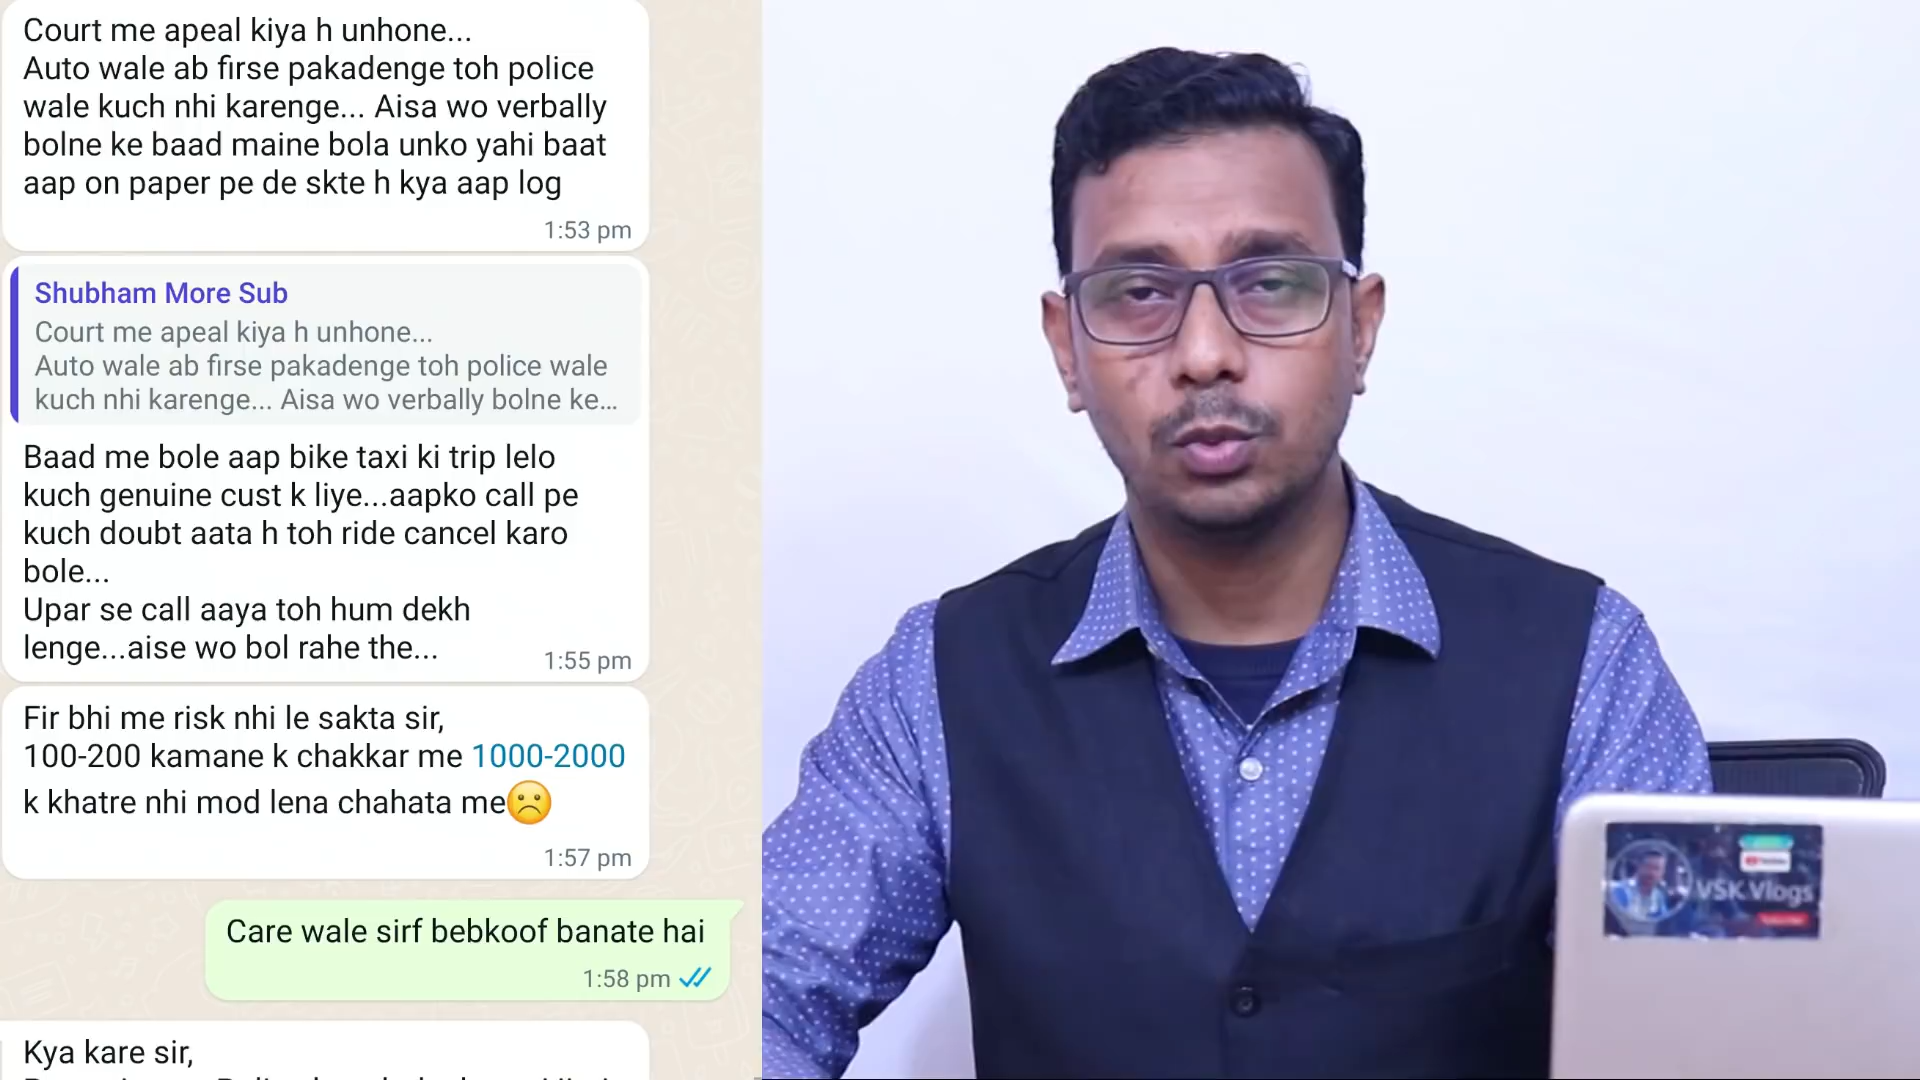 Court me apeal kiya h unhone...
Auto wale ab firse pakadenge toh police
wale kuch nhi karenge... Aisa wo verbally
bolne ke baad maine bola unko yahi baat
aap on paper pe de skte h kya aap log
1:53 pm
Shubham More Sub
Court me apeal kiya h unhone...
Auto wale ab firse pakadenge toh police wale
kuch nhi karenge... Aisa wo verbally bolne ke...
Baad me bole aap bike taxi ki trip lelo
kuch genuine cust k liye...aapko call pe
kuch doubt aata h toh ride cancel karo
bole...
Upar se call aaya toh hum dekh
lenge...aise wo bol rahe the...
1:55 pm
Fir bhi me risk nhi le sakta sir,
100-200 kamane k chakkar me 1000-2000
k khatre nhi mod lena chahata me☹️
1:57 pm
Care wale sirf bebkoof banate hai
1:58 pm
Kya kare sir,
VSK Vlogs